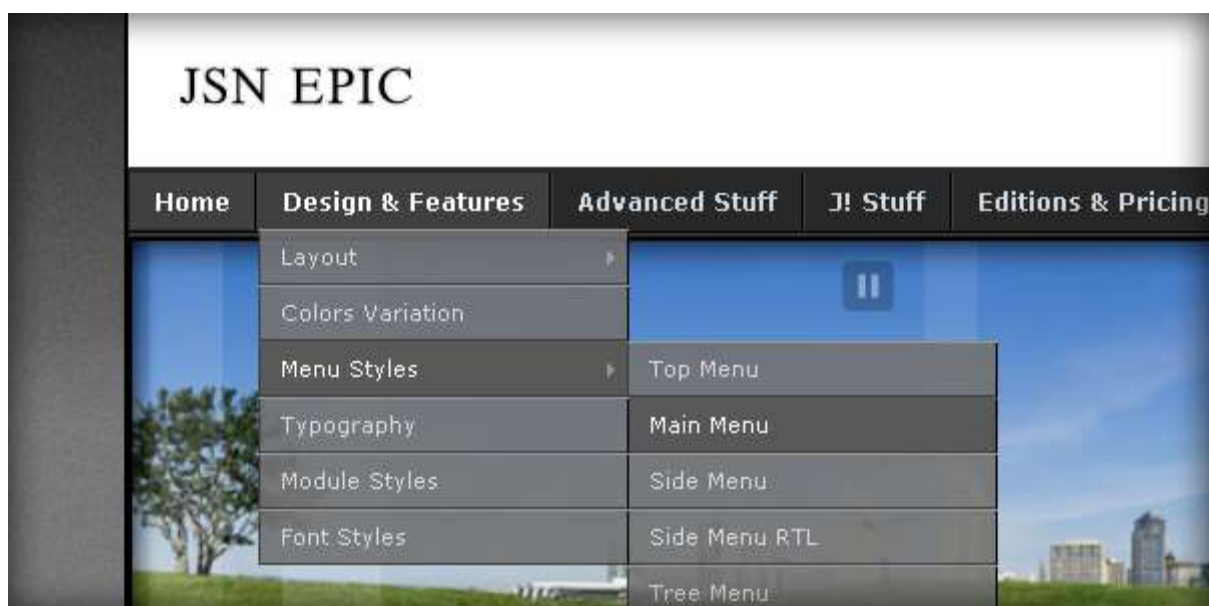 JSN EPIC
Home
Design & Features
Advanced Stuff
J! Stuff
Editions & Pricing
Layout
Colors Variation
Menu Styles
Typography
Module Styles
Font Styles
Top Menu
Main Menu
Side Menu
Side Menu RTL
Tree Menu